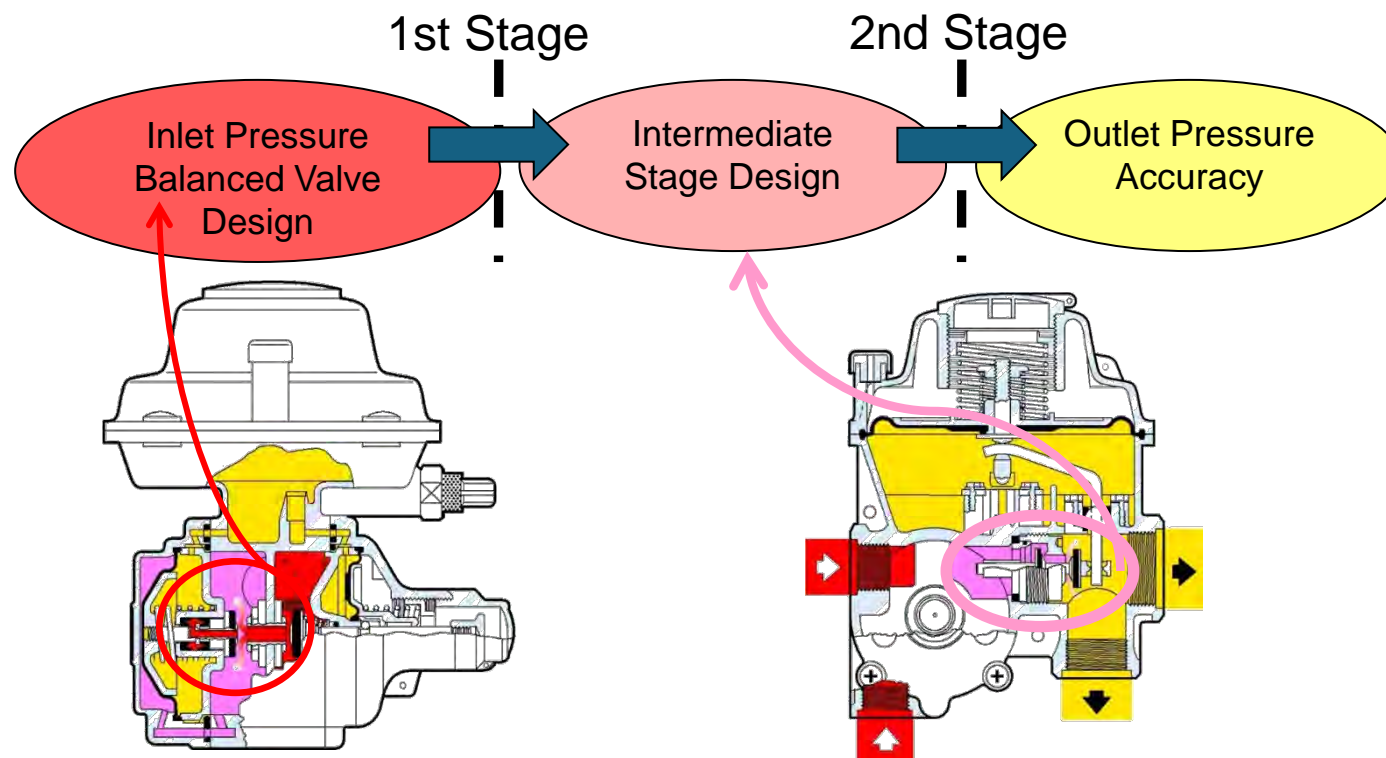 1st Stage
2nd Stage
Inlet Pressure
Balanced Valve
Design
Intermediate
Stage Design
Outlet Pressure
Accuracy